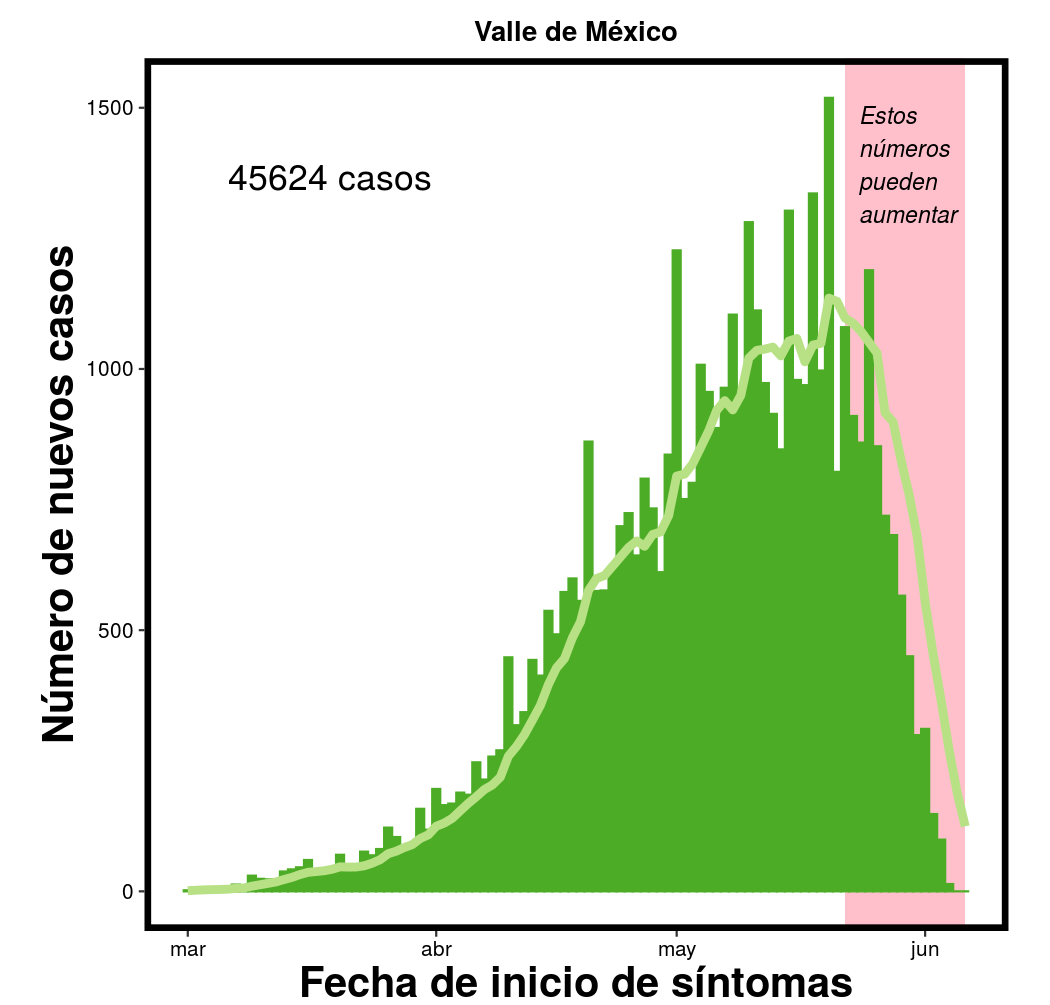 Valle de México
Número de nuevos casos
1500
1000
500
0
45624 casos
Estos
números
pueden
aumentar
mar
abr
may
jun
Fecha de inicio de síntomas